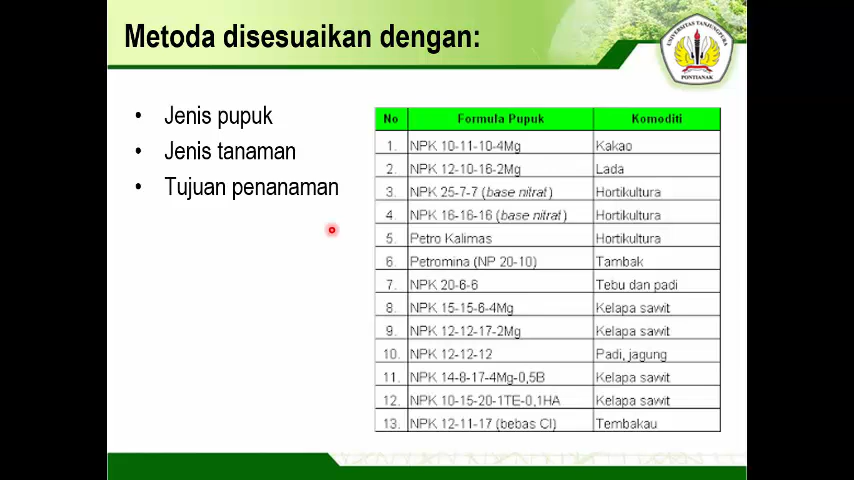 Metoda disesuaikan dengan:
UNIVERSITAS TANJUNGPURA
PONTIANAK
• Jenis pupuk
• Jenis tanaman
• Tujuan penanaman
No Formula Pupuk Komoditi
1. NPK 10-11-10-4Mg Kakao
2. NPK 12-10-16-2Mg Lada
3. NPK 25-7-7 (base nitrat) Hortikultura
4. NPK 16-16-16 (base nitrat) Hortikultura
5. Petro Kalimas Hortikultura
6. Petromina (NP 20-10) Tambak
7. NPK 20-6-6 Tebu dan padi
8. NPK 15-15-6-4Mg Kelapa sawit
9. NPK 12-12-17-2Mg Kelapa sawit
10. NPK 12-12-12 Padi, jagung
11. NPK 14-8-17-4Mg-0,5B Kelapa sawit
12. NPK 10-15-20-1TE-0,1HA Kelapa sawit
13. NPK 12-11-17 (bebas Cl) Tembakau